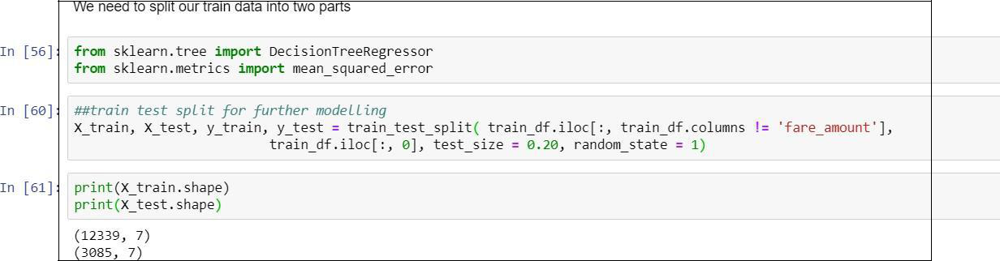 We need to split our train data into two parts
In [56]: from sklearn.tree import DecisionTreeRegressor
from sklearn.metrics import mean_squared_error
In [60]: ##train test split for further modelling
X_train, X_test, y_train, y_test = train_test_split( train_df.iloc[:, train_df.columns != 'fare_amount'],
train_df.iloc[:, 0], test_size = 0.20, random_state = 1)
In [61]: print(X_train.shape)
print(X_test.shape)
(12339, 7)
(3085, 7)